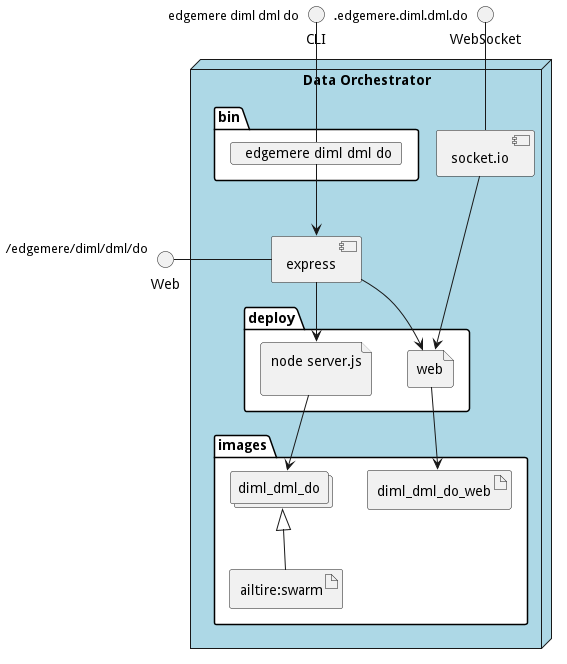 edgemere diml dml do
.edgemere.diml.dml.do
CLI
WebSocket
Data Orchestrator
bin
edgemere diml dml do
socket.io
/edgemere/diml/dml/do
express
Web
deploy
node server.js
web
images
diml_dml_do
diml_dml_do_web
ailtire:swarm